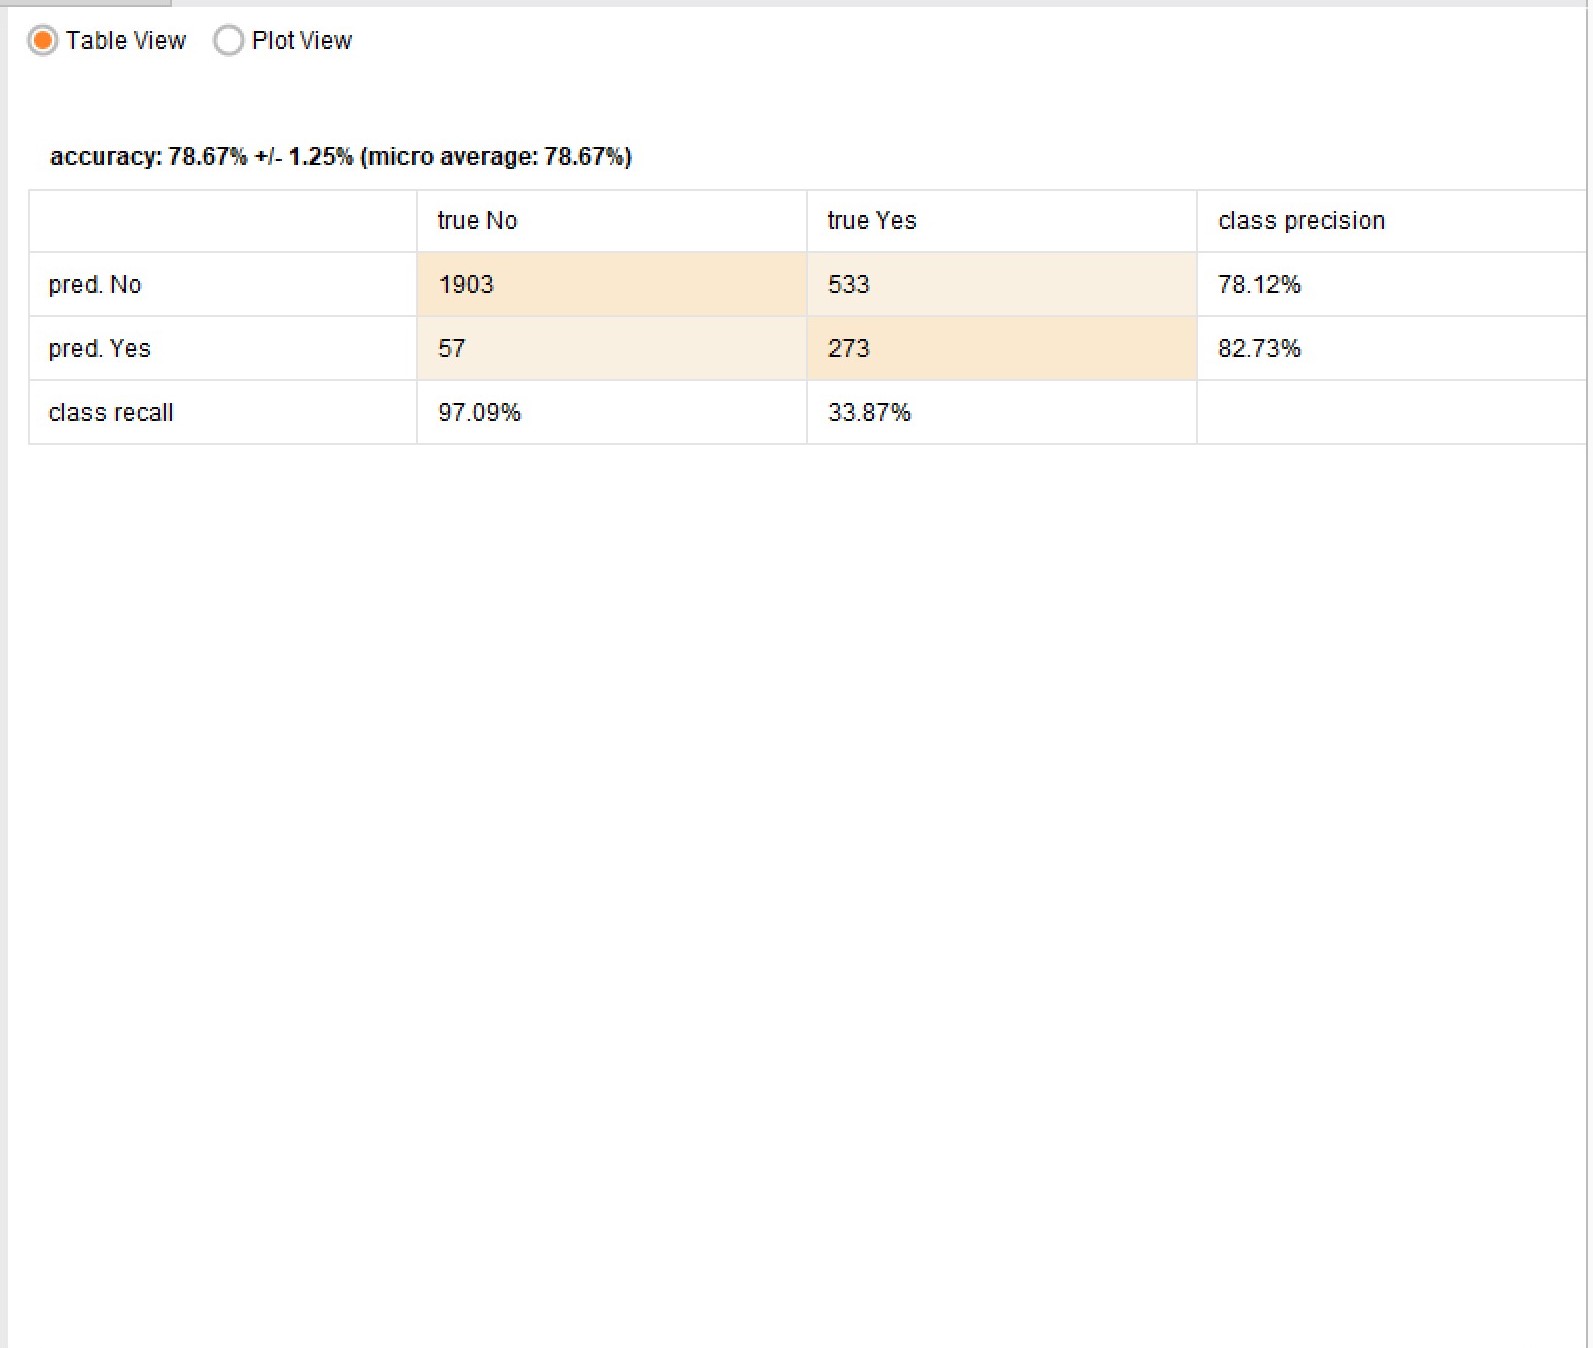 Table View Plot View
accuracy: 78.67% +/- 1.25% (micro average: 78.67%)
true No true Yes class precision
pred. No 1903 533 78.12%
pred. Yes 57 273 82.73%
class recall 97.09% 33.87%